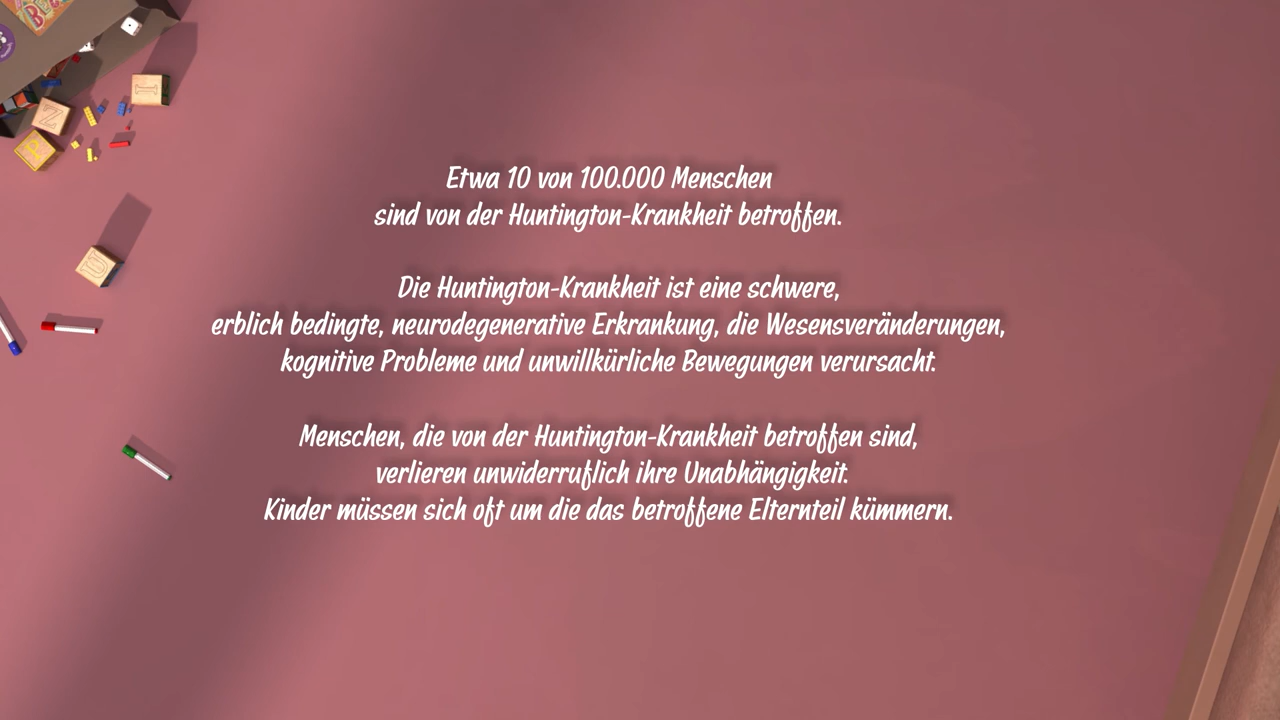 Etwa 10 von 100.000 Menschen
sind von der Huntington-Krankheit betroffen.
Die Huntington-Krankheit ist eine schwere,
erblich bedingte, neurodegenerative Erkrankung, die Wesensveränderungen,
kognitive Probleme und unwillkürliche Bewegungen verursacht.
Menschen, die von der Huntington-Krankheit betroffen sind,
verlieren unwiderruflich ihre Unabhängigkeit.
Kinder müssen sich oft um die das betroffene Elternteil kümmern.
I
Z
P
U